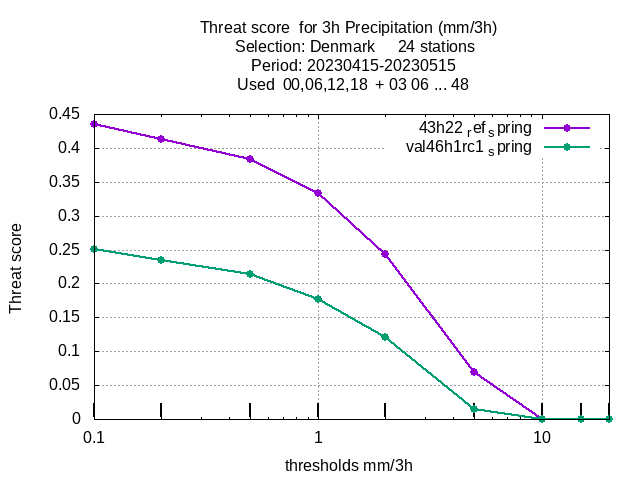 Threat score  for 3h Precipitation (mm/3h)
Selection: Denmark     24 stations
Period: 20230415-20230515
Used  00,06,12,18  + 03 06 ... 48
43h22 ref spring
val46h1rc1 spring
0.45
0.4
0.35
0.3
0.25
0.2
0.15
0.1
0.05
0
Threat score
0.1 1 10
thresholds mm/3h